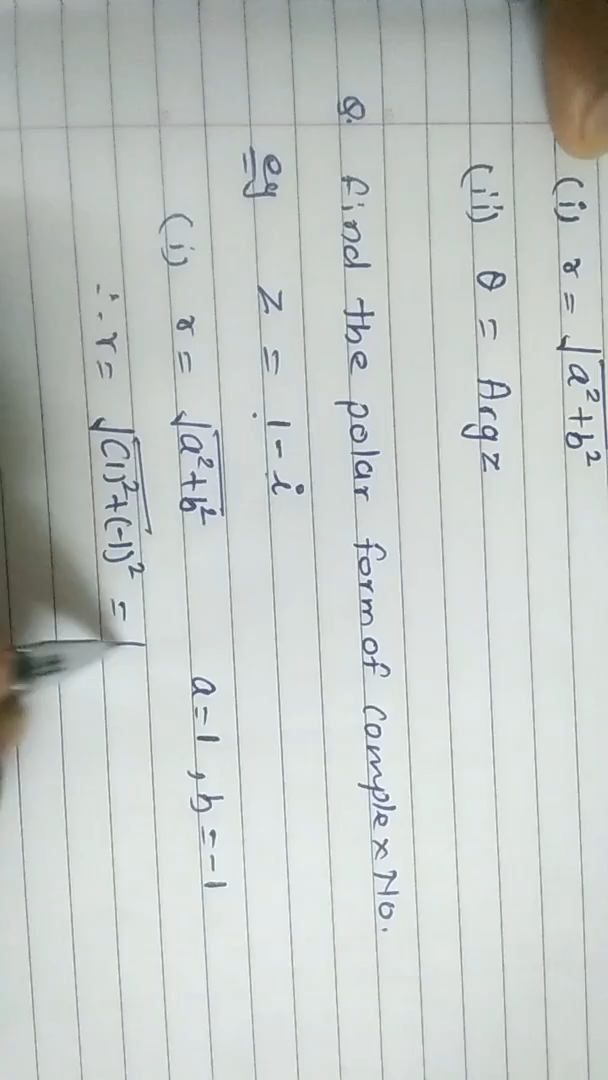 (i) r = √a²+b²
(ii) θ = Arg z
Q. find the polar form of complex No.
eg z = 1 - i
(i) r = √a²+b² a = 1, b = -1
∴ r = √(1)²+(-1)² =